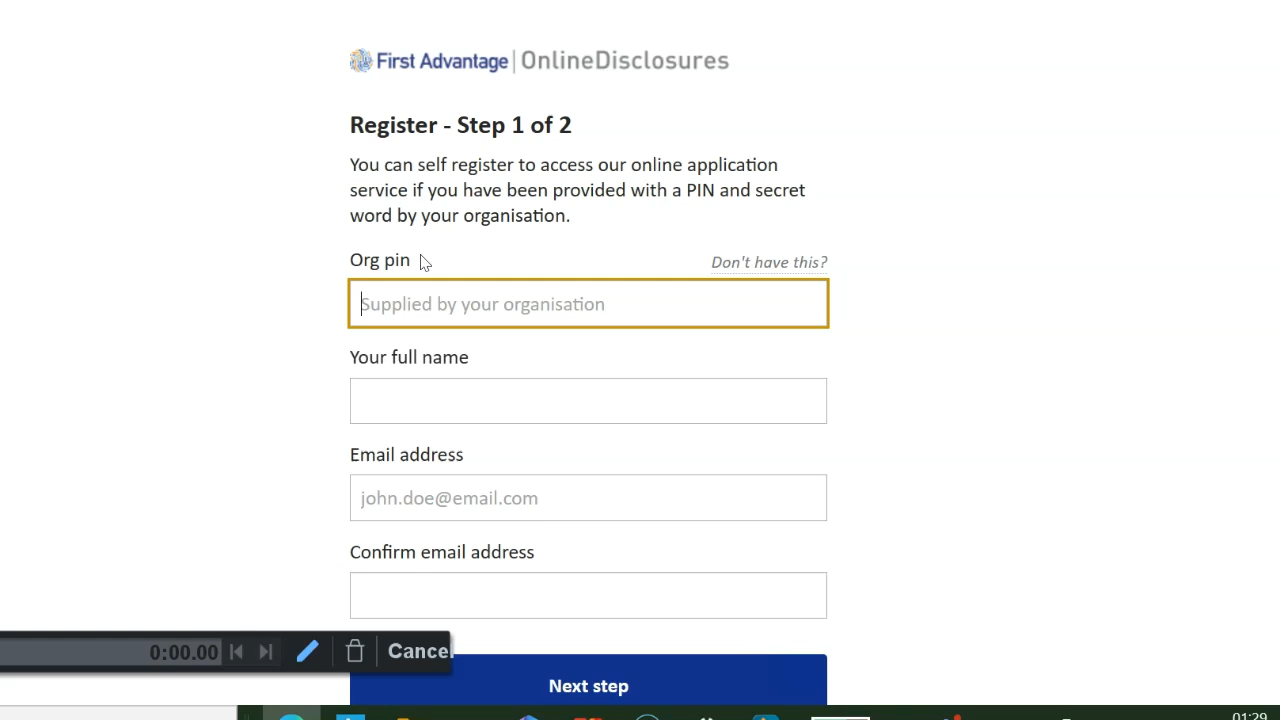 First Advantage | OnlineDisclosures
Register - Step 1 of 2
You can self register to access our online application
service if you have been provided with a PIN and secret
word by your organisation.
Org pin
Don't have this?
Supplied by your organisation
Your full name
Email address
john.doe@email.com
Confirm email address
0:00.00
Cancel
Next step
01:29